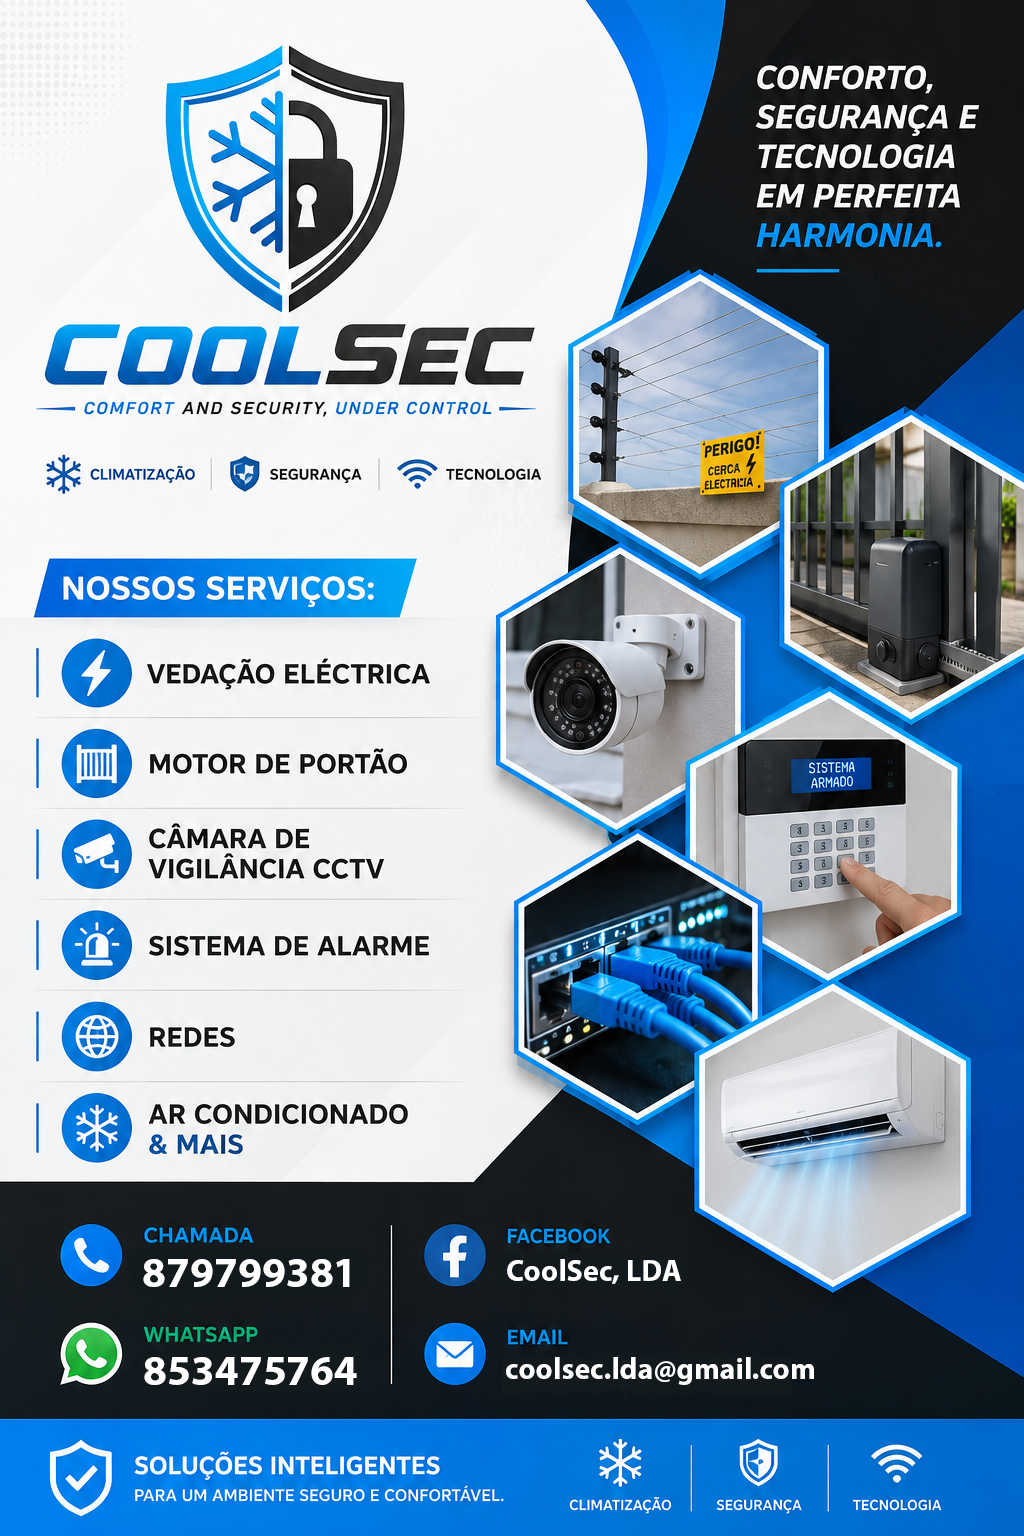 CONFORTO,
SEGURANÇA E
TECNOLOGIA
EM PERFEITA
HARMONIA.
COOLSEC
COMFORT AND SECURITY, UNDER CONTROL
CLIMATIZAÇÃO
SEGURANÇA
TECNOLOGIA
PERIGO!
CERCA
ELECTRICIA
NOSSOS SERVIÇOS:
VEDAÇÃO ELÉCTRICA
MOTOR DE PORTÃO
CÂMARA DE
VIGILÂNCIA CCTV
SISTEMA DE ALARME
REDES
AR CONDICIONADO
& MAIS
SISTEMA
ARMADO
CHAMADA
879799381
WHATSAPP
853475764
FACEBOOK
CoolSec, LDA
EMAIL
coolsec.lda@gmail.com
SOLUÇÕES INTELIGENTES
PARA UM AMBIENTE SEGURO E CONFORTÁVEL.
CLIMATIZAÇÃO
SEGURANÇA
TECNOLOGIA